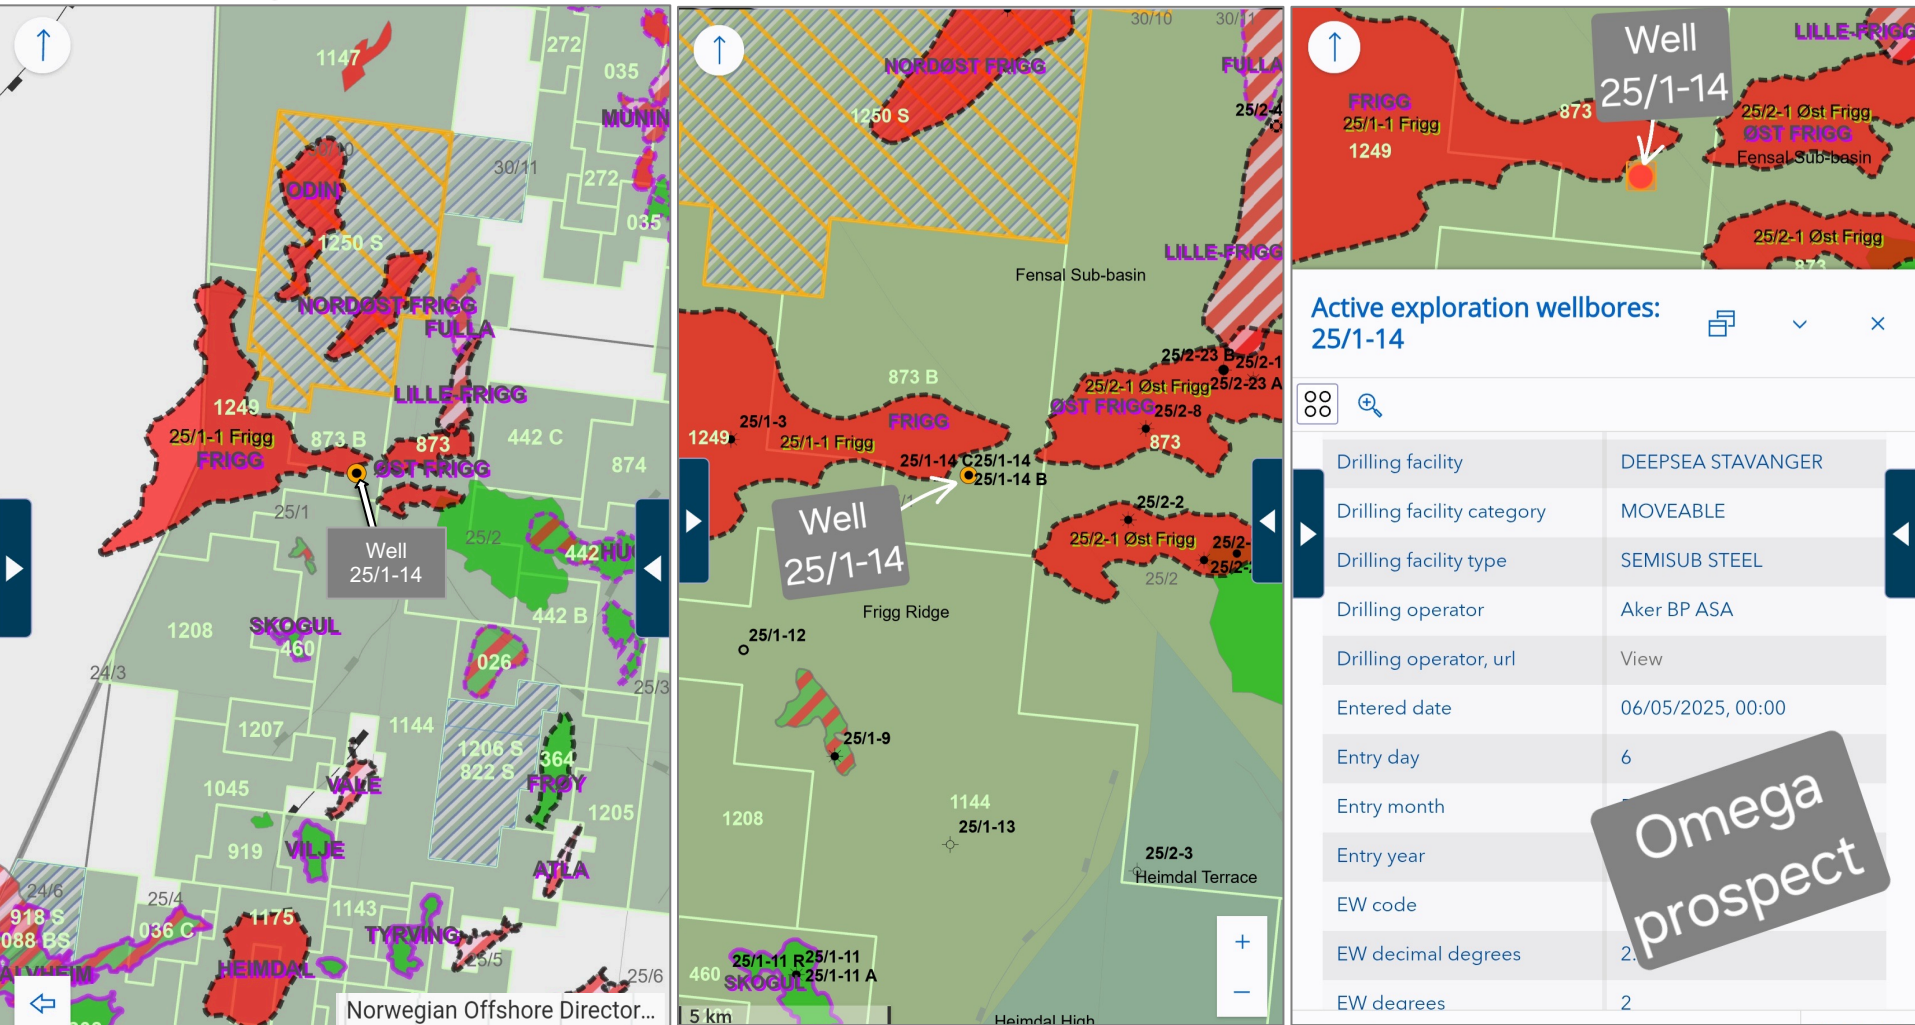 1147
272
035
MUNIN
30/10
30/11
272
ODIN
035
1250 S
NORDØST FRIGG
FULLA
LILLE-FRIGG
1249
25/1-1 Frigg
FRIGG
873 B
873
442 C
ØST FRIGG
874
25/1
25/2
Well
25/1-14
442
HU
442 B
1208
SKOGUL
460
026
24/3
25/3
1207
1144
1206 S
822 S
364
FRØY
VALE
1045
1205
919
VILJE
ATLA
24/6
25/4
918 S
036 C
1175
1143
088 BS
TYRVING
ALVHEIM
HEIMDAL
25/5
25/6
Norwegian Offshore Director...
30/10
30/11
NORDØST FRIGG
FULLA
1250 S
25/2-4
LILLE-FRIGG
Fensal Sub-basin
25/2-23 B
25/2-1
873 B
25/2-1 Øst Frigg
25/2-23 A
ØST FRIGG
25/2-8
25/1-3
FRIGG
1249
25/1-1 Frigg
873
25/1-14 C
25/1-14
25/1-14 B
Well
25/1-14
25/2-2
25/2-1 Øst Frigg
25/2-
25/2-
25/2
Frigg Ridge
25/1-12
25/1-9
1208
1144
25/1-13
25/2-3
Heimdal Terrace
25/1-11 R
25/1-11
460
25/1-11 A
SKOGUL
5 km
Heimdal High
+
−
Well
25/1-14
LILLE-FRIGG
FRIGG
25/1-1 Frigg
1249
873
25/2-1 Øst Frigg
ØST FRIGG
Fensal Sub-basin
25/2-1 Øst Frigg
873
Active exploration wellbores:
25/1-14
Drilling facility DEEPSEA STAVANGER
Drilling facility category MOVEABLE
Drilling facility type SEMISUB STEEL
Drilling operator Aker BP ASA
Drilling operator, url View
Entered date 06/05/2025, 00:00
Entry day 6
Entry month
Entry year
EW code
EW decimal degrees 2.
EW degrees 2
Omega
prospect